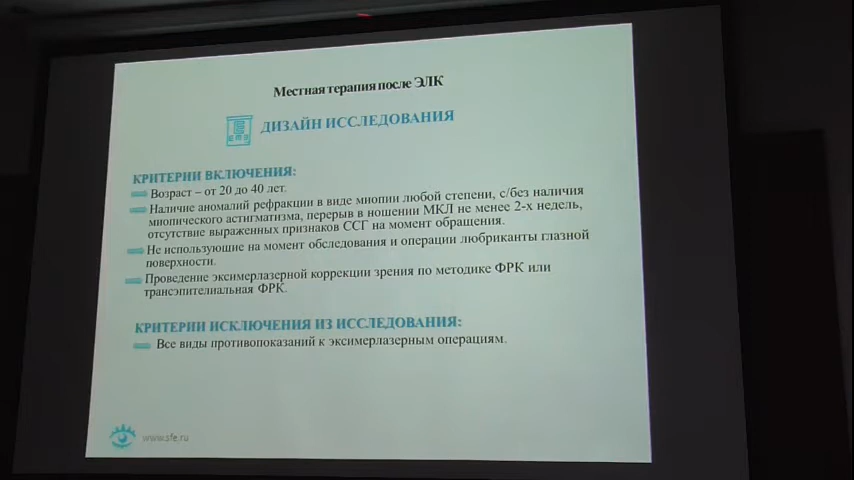 Местная терапия после ЭЛК
ДИЗАЙН ИССЛЕДОВАНИЯ
КРИТЕРИИ ВКЛЮЧЕНИЯ:
Возраст – от 20 до 40 лет.
Наличие аномалий рефракции в виде миопии любой степени, с/без наличия
миопического астигматизма, перерыв в ношении МКЛ не менее 2-х недель,
отсутствие выраженных признаков ССГ на момент обращения.
Не использующие на момент обследования и операции любриканты глазной
поверхности.
Проведение эксимерлазерной коррекции зрения по методике ФРК или
трансэпителиальная ФРК.
КРИТЕРИИ ИСКЛЮЧЕНИЯ ИЗ ИССЛЕДОВАНИЯ:
Все виды противопоказаний к эксимерлазерным операциям.
www.sfe.ru